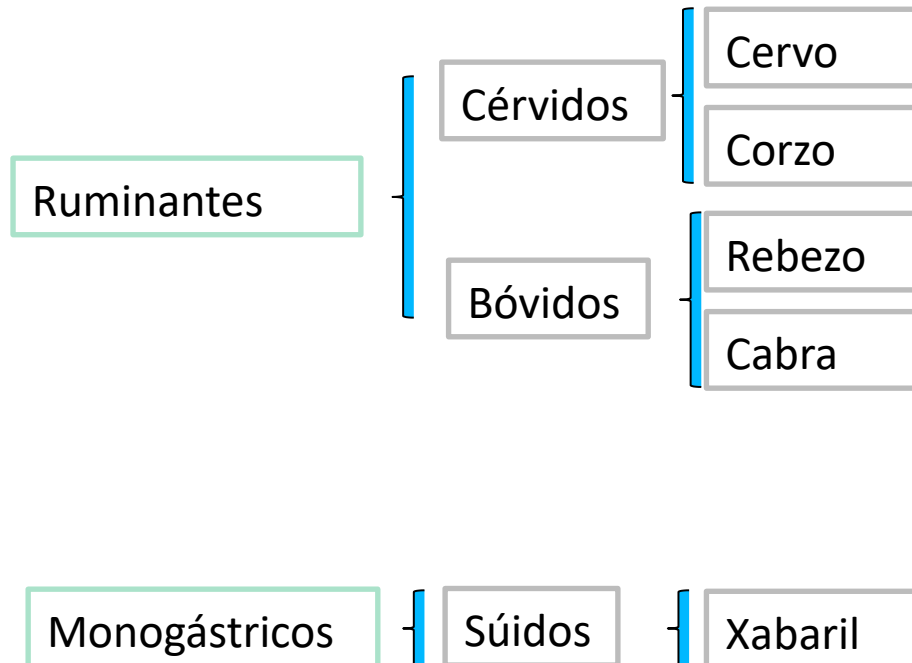 Ruminantes
Cérvidos
Cervo
Corzo
Bóvidos
Rebezo
Cabra
Monogástricos
Súidos
Xabaril